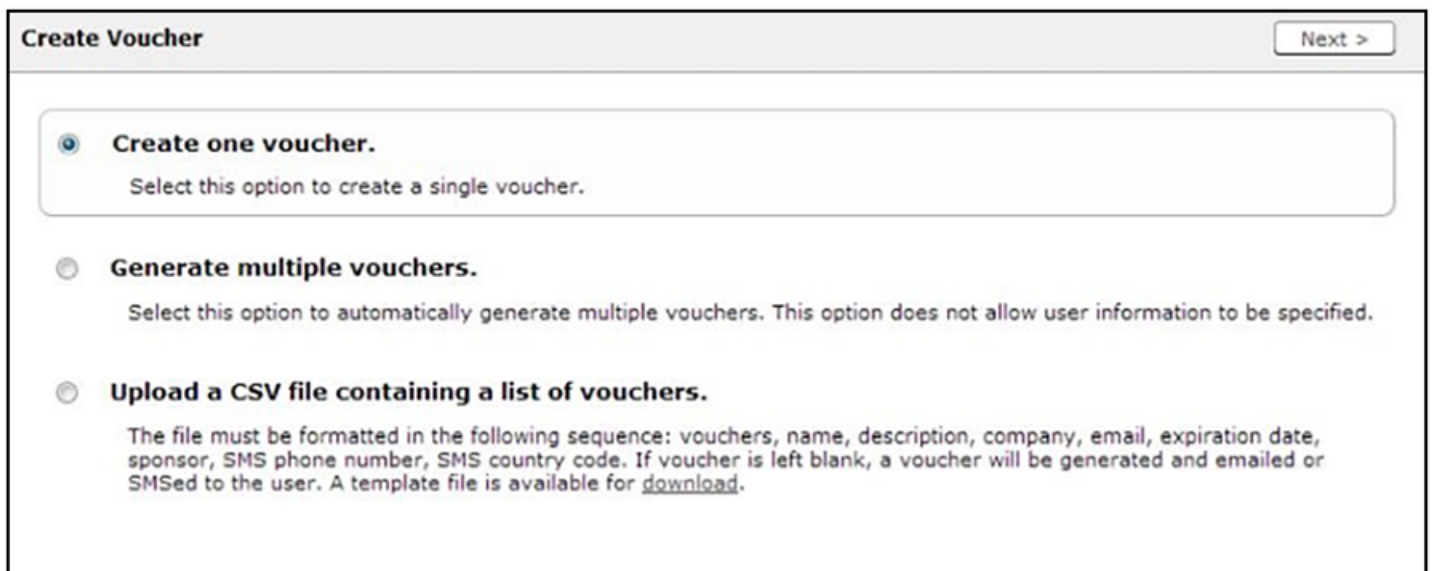 Create Voucher
Next >
Create one voucher.
Select this option to create a single voucher.
Generate multiple vouchers.
Select this option to automatically generate multiple vouchers. This option does not allow user information to be specified.
Upload a CSV file containing a list of vouchers.
The file must be formatted in the following sequence: vouchers, name, description, company, email, expiration date,
sponsor, SMS phone number, SMS country code. If voucher is left blank, a voucher will be generated and emailed or
SMSed to the user. A template file is available for download.